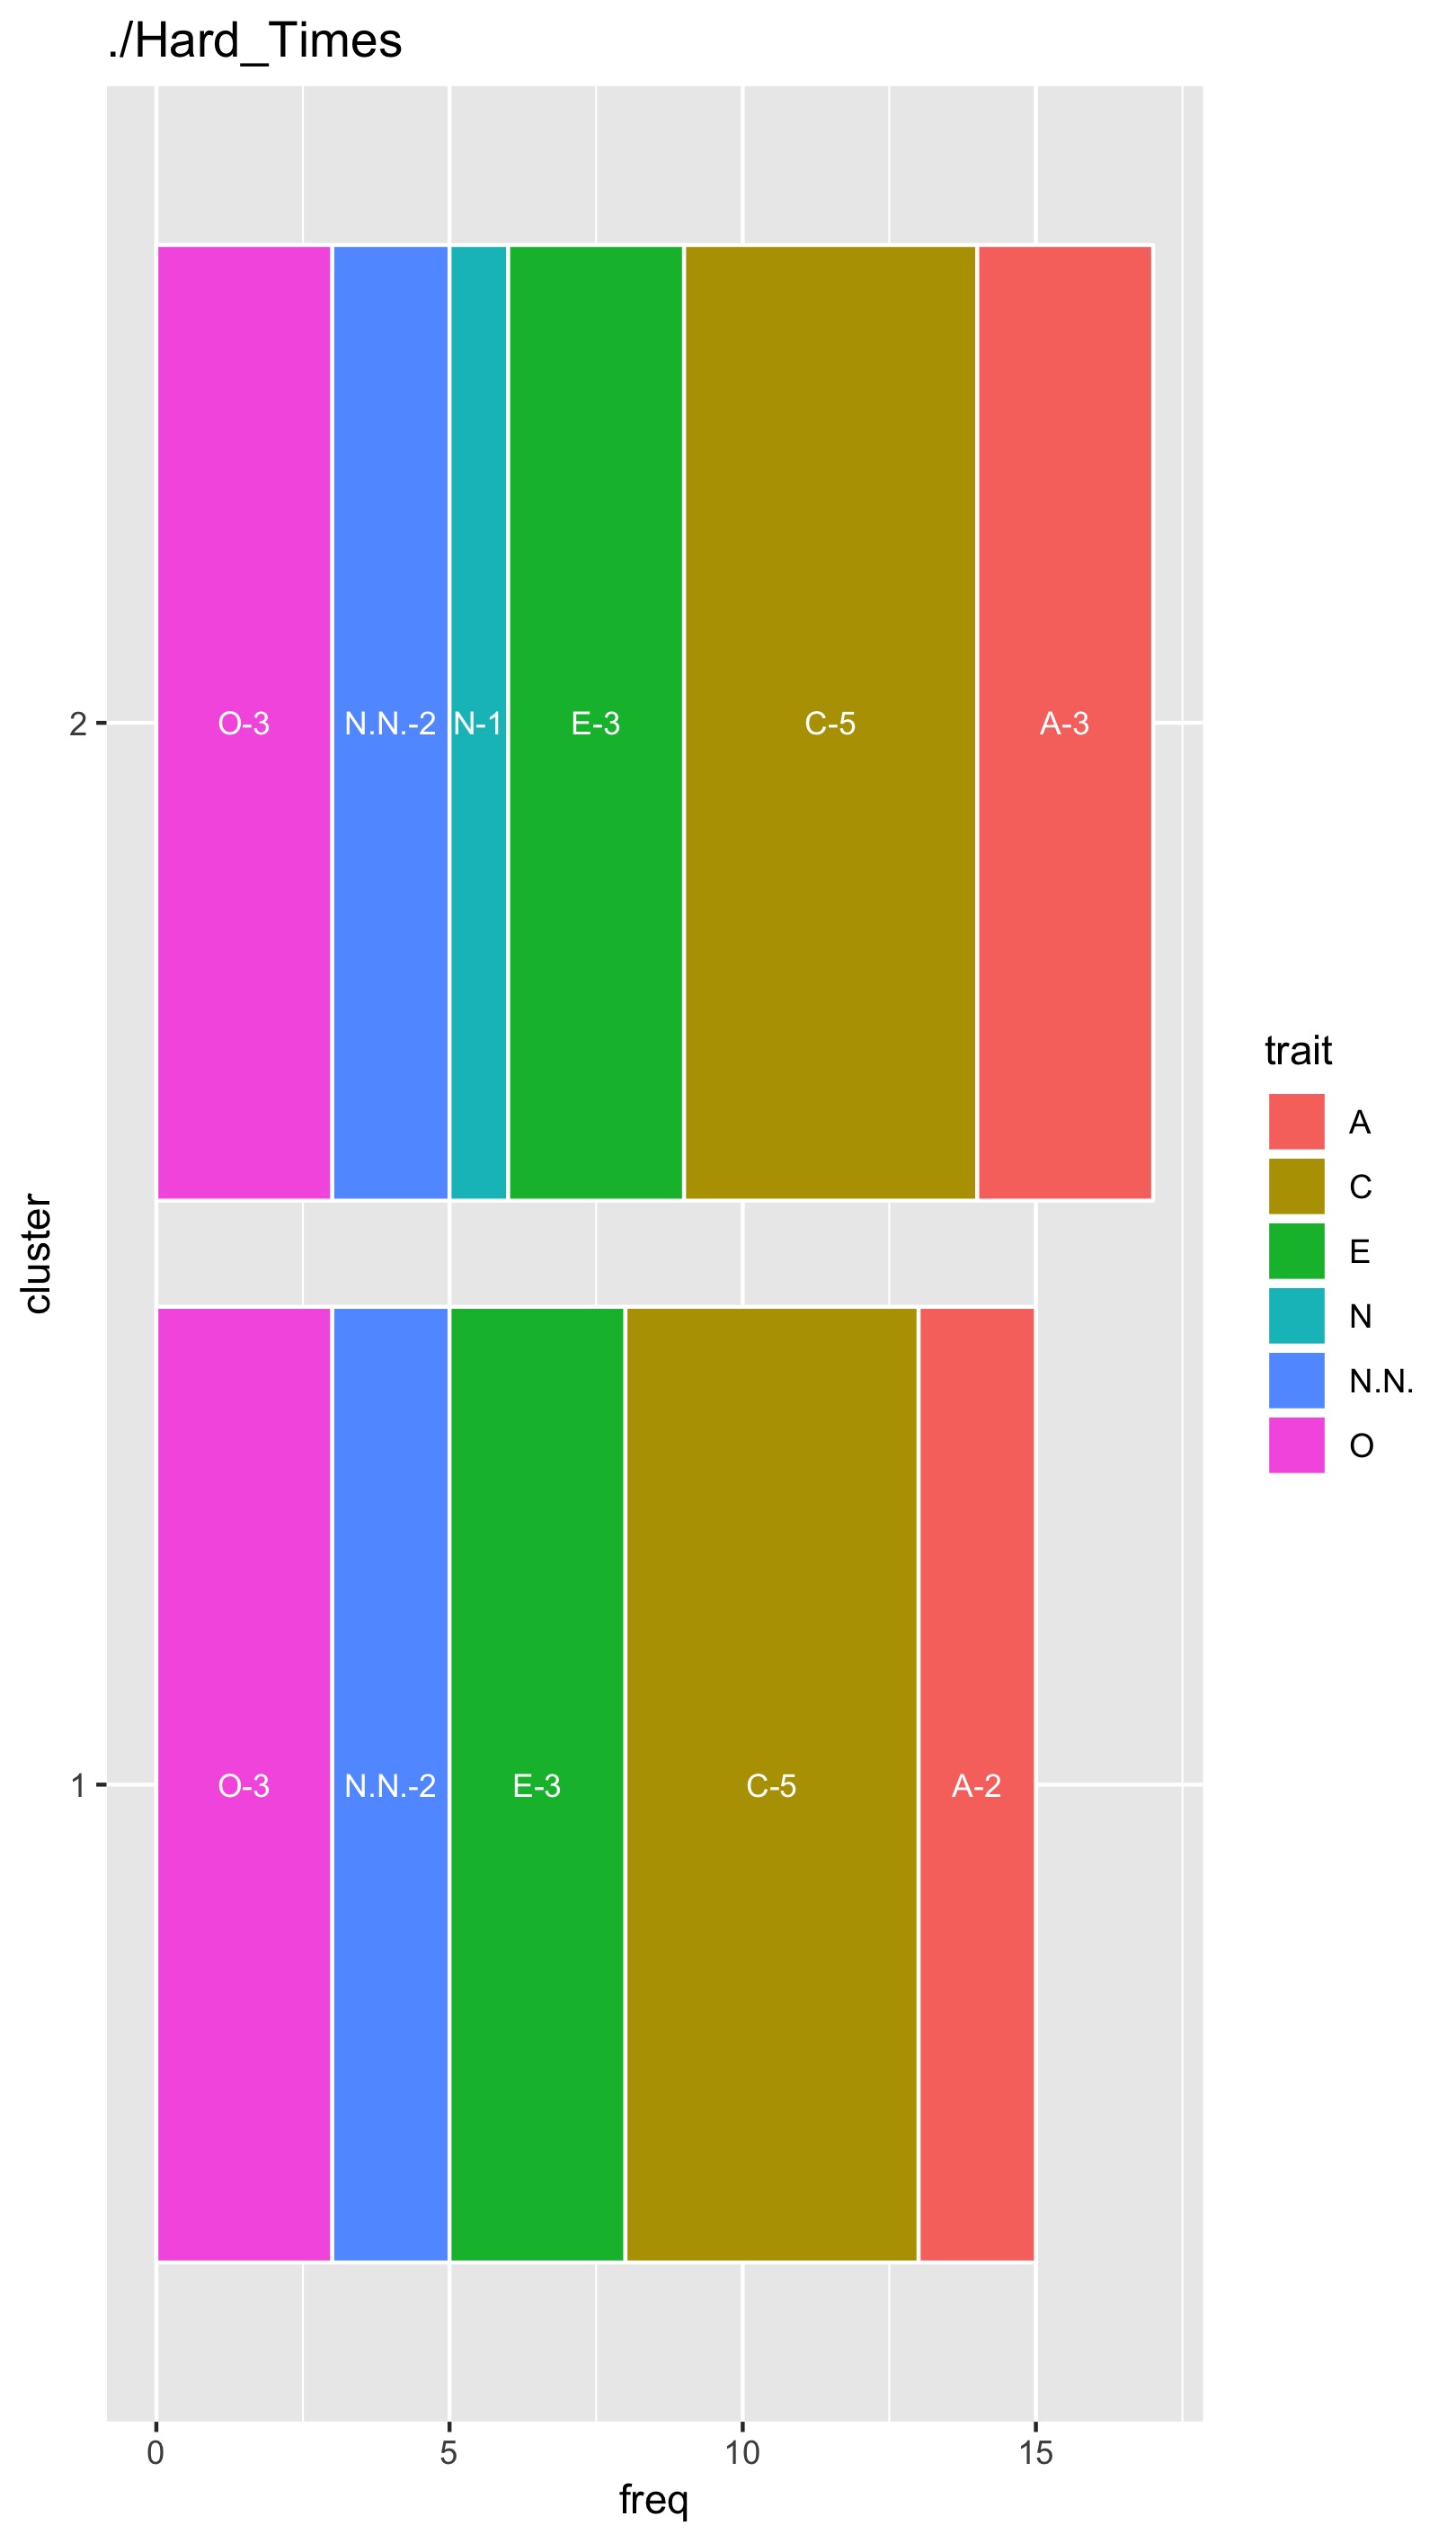 ./Hard_Times
cluster
2
O-3 N.N.-2 N-1 E-3 C-5 A-3
1
O-3 N.N.-2 E-3 C-5 A-2
0 5 10 15
freq
trait
A
C
E
N
N.N.
O